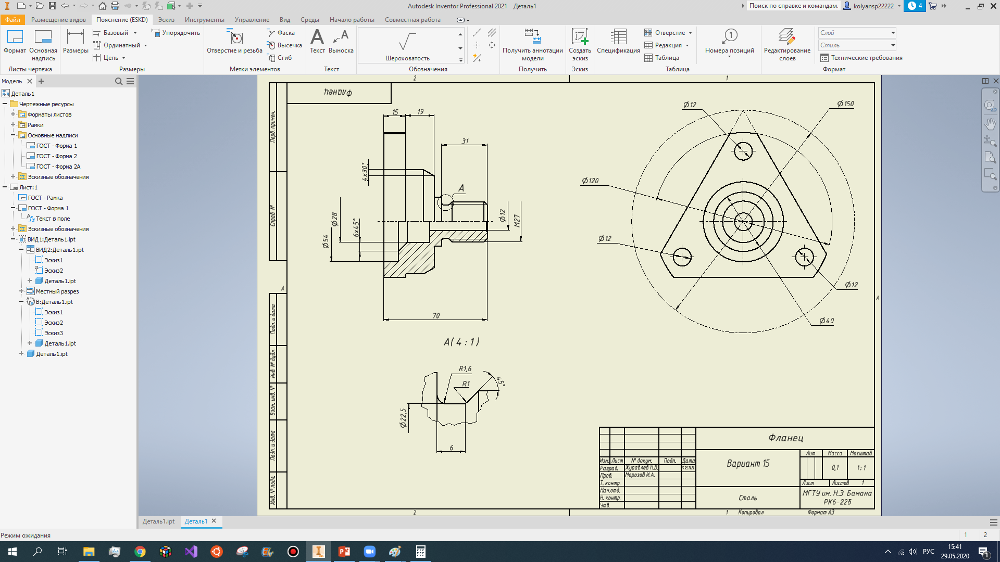 Autodesk Inventor Professional 2021 Деталь1
Поиск по справке и командам.
kolyansp22222
4
Файл Размещение видов Пояснение (ESKD) Эскиз Инструменты Управление Вид Среды Начало работы Совместная работа
Формат
Основная надпись
Листы чертежа
Размеры
Базовый
Ординатный
Цепь
Упорядочить
Размеры
Отверстие и резьба
Фаска
Высечка
Сгиб
Метки элементов
Текст
Выноска
Текст
Шероховатость
Обозначения
Получить аннотации модели
Получить
Создать эскиз
Эскиз
Спецификация
Отверстие
Редакция
Таблица
Таблица
Номера позиций
Редактирование слоев
Слой
Стиль
Технические требования
Формат
Модель
Деталь1
Чертежные ресурсы
Форматы листов
Рамки
Основные надписи
ГОСТ - Форма 1
ГОСТ - Форма 2
ГОСТ - Форма 2А
Эскизные обозначения
Лист:1
ГОСТ - Рамка
ГОСТ - Форма 1
Текст в поле
Эскизные обозначения
ВИД1:Деталь1.ipt
ВИД2:Деталь1.ipt
Эскиз1
Эскиз2
Деталь1.ipt
Местный разрез
В:Деталь1.ipt
Эскиз1
Эскиз2
Эскиз3
Деталь1.ipt
Деталь1.ipt
2
1
Фланец
Перв. примен.
Справ. №
А
Подп. и дата
Инв. № дубл.
Взам. инв. №
Подп. и дата
Инв. № подл.
15
19
31
4x30°
А
Ø28
Ø54
6x45°
Ø12
М27
70
А( 4 : 1 )
R1,6
R1
45°
Ø22,5
6
Ø12
Ø150
Ø120
Ø12
Ø12
Ø40
А
Фланец
Вариант 15
Лит. Масса Масштаб
0,1 1 : 1
Лист Листов 1
Изм. Лист № докум. Подп. Дата
Разраб. Журавлев Н.В.
Пров. Морозов И.А.
Т. контр.
Нач.отд.
Н. контр.
Утв.
Сталь
МГТУ им. Н.Э. Бамана
РК6-22б
2
1 Копировал Формат А3
Деталь1.ipt Деталь1
Режим ожидания
1 2
РУС
15:41
29.05.2020
1